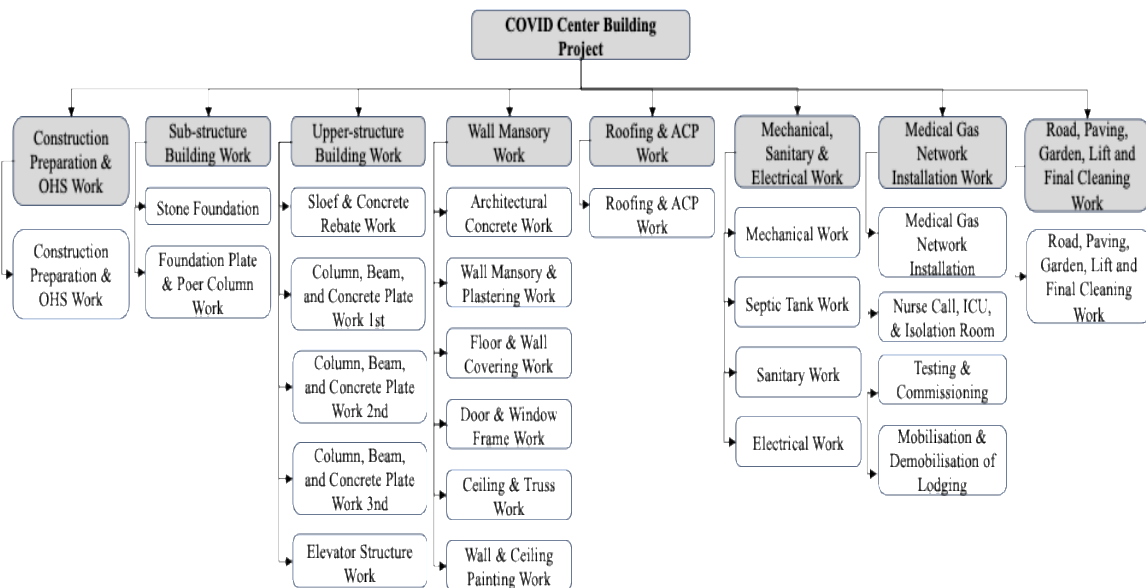 COVID Center Building
Project
Construction
Preparation &
OHS Work
Construction
Preparation &
OHS Work
Sub-structure
Building Work
Stone Foundation
Foundation Plate
& Poer Column
Work
Upper-structure
Building Work
Sloef & Concrete
Rebate Work
Column, Beam,
and Concrete Plate
Work 1st
Column, Beam,
and Concrete Plate
Work 2nd
Column, Beam,
and Concrete Plate
Work 3nd
Elevator Structure
Work
Wall Mansory
Work
Architectural
Concrete Work
Wall Mansory &
Plastering Work
Floor & Wall
Covering Work
Door & Window
Frame Work
Ceiling & Truss
Work
Wall & Ceiling
Painting Work
Roofing & ACP
Work
Roofing & ACP
Work
Mechanical,
Sanitary &
Electrical Work
Mechanical Work
Septic Tank Work
Sanitary Work
Electrical Work
Medical Gas
Network
Installation Work
Medical Gas
Network
Installation
Nurse Call, ICU,
& Isolation Room
Testing &
Commissioning
Mobilisation &
Demobilisation of
Lodging
Road, Paving,
Garden, Lift and
Final Cleaning
Work
Road, Paving,
Garden, Lift and
Final Cleaning
Work